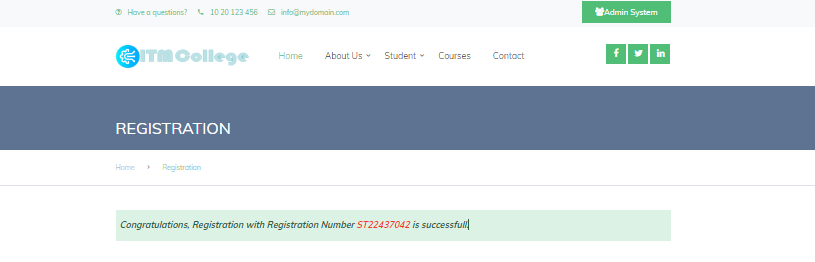 Have a questions? 10 20 123 456 info@mydomain.com Admin System
ITM College Home About Us Student Courses Contact
REGISTRATION
Home > Registration
Congratulations, Registration with Registration Number ST22437042 is successfull.